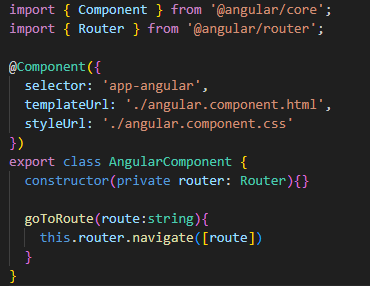 import { Component } from '@angular/core';
import { Router } from '@angular/router';

@Component({
  selector: 'app-angular',
  templateUrl: './angular.component.html',
  styleUrl: './angular.component.css'
})
export class AngularComponent {
  constructor(private router: Router){}

  goToRoute(route:string){
    this.router.navigate([route])
  }
}